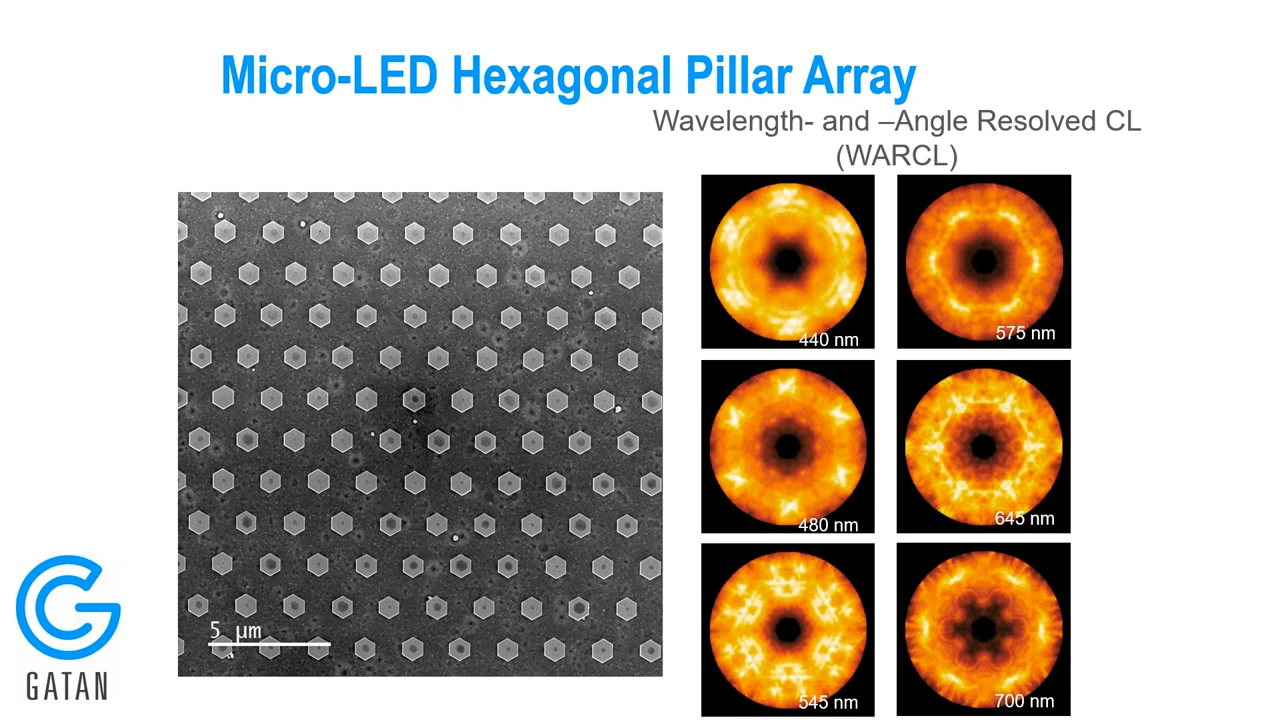 Micro-LED Hexagonal Pillar Array
Wavelength- and –Angle Resolved CL
(WARCL)
440 nm
575 nm
480 nm
645 nm
545 nm
700 nm
5 µm
GATAN